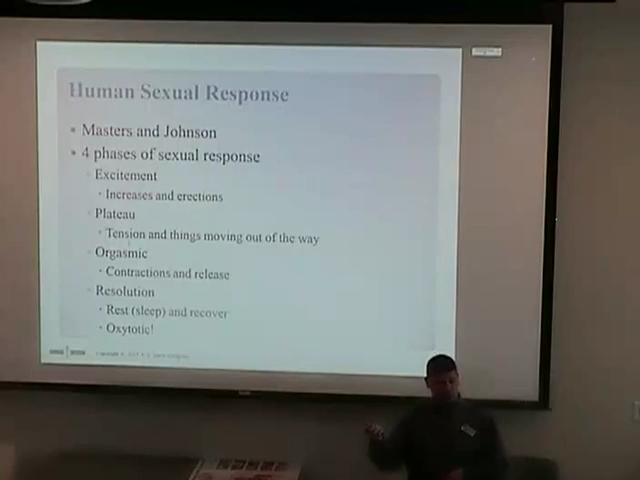 Human Sexual Response
• Masters and Johnson
• 4 phases of sexual response
Excitement
• Increases and erections
Plateau
• Tension and things moving out of the way
Orgasmic
• Contractions and release
Resolution
• Rest (sleep) and recover
• Oxytotic!